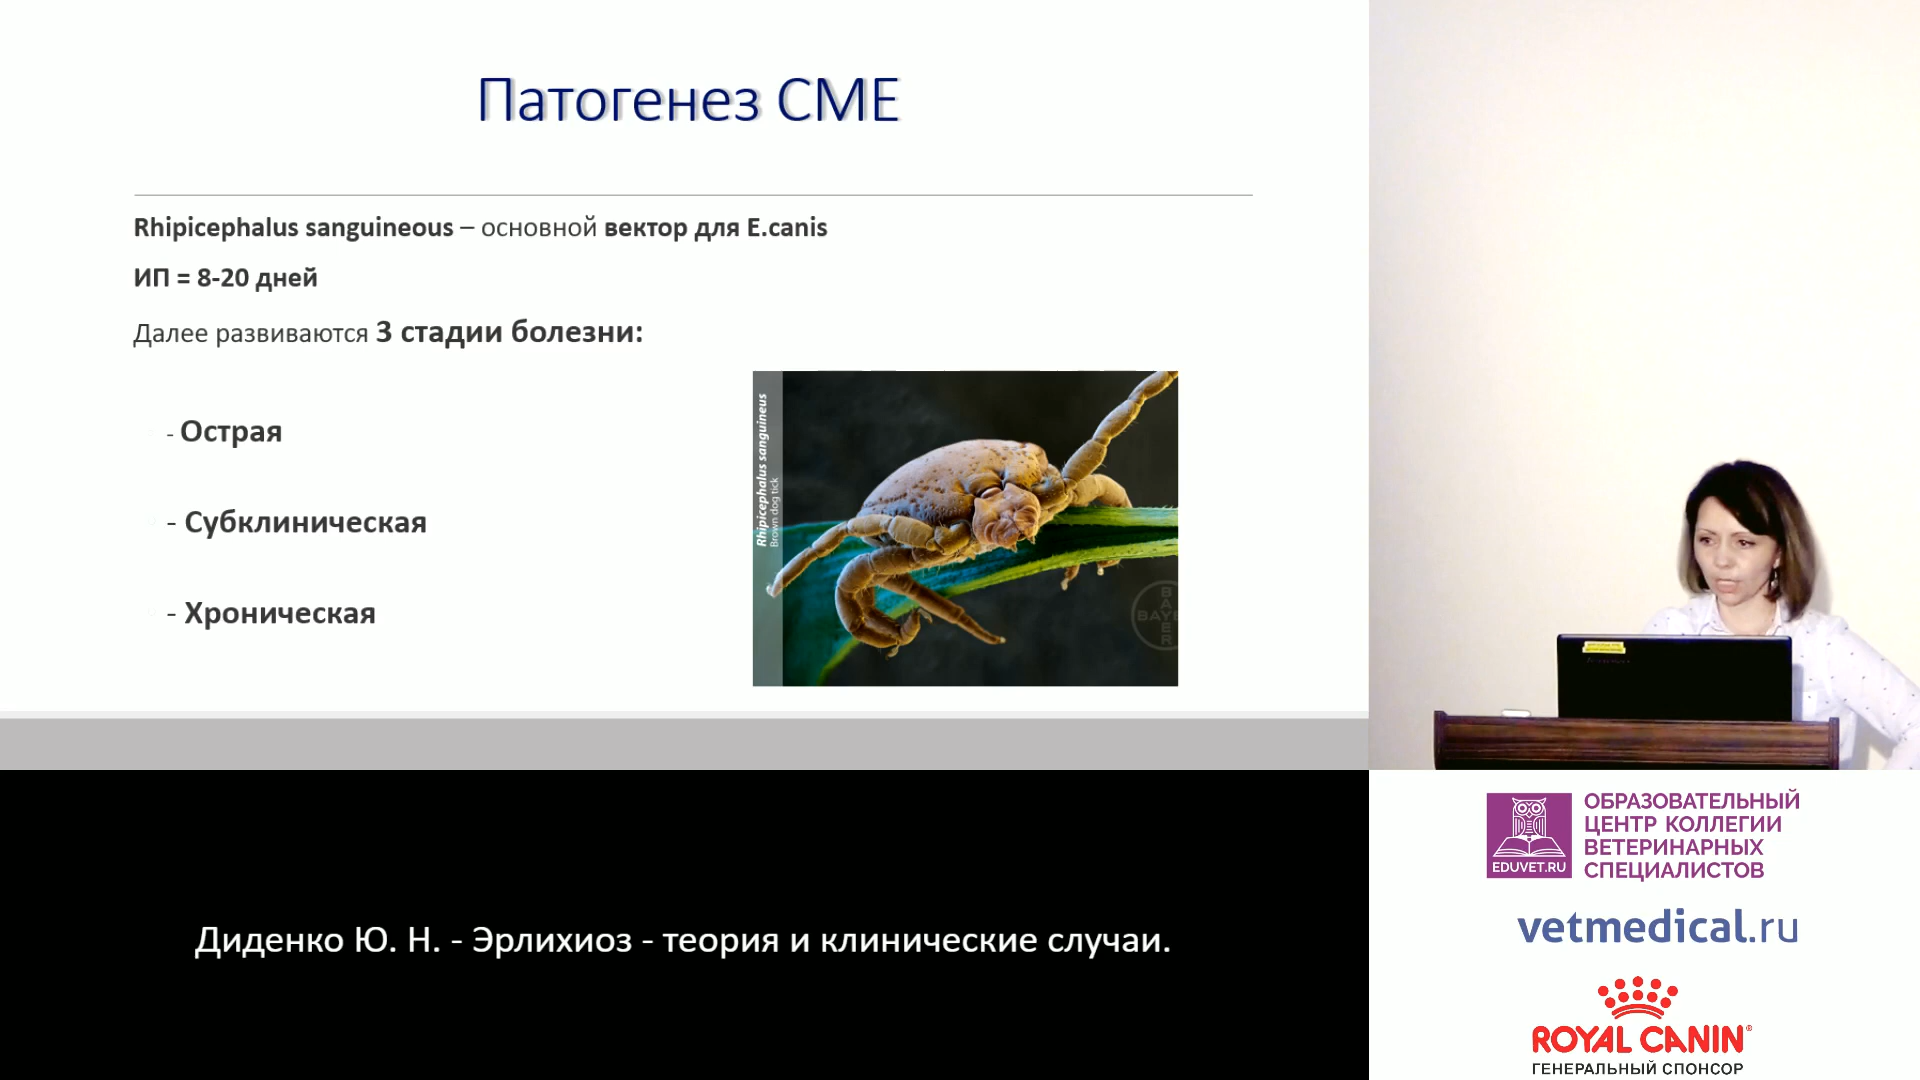 Патогенез СМЕ
Rhipicephalus sanguineous – основной вектор для E.canis
ИП = 8-20 дней
Далее развиваются 3 стадии болезни:
- Острая
- Субклиническая
- Хроническая
Rhipicephalus sanguineus
Brown dog tick
BAYER
BAYE
Диденко Ю. Н. - Эрлихиоз - теория и клинические случаи.
EDUVET.RU
ОБРАЗОВАТЕЛЬНЫЙ
ЦЕНТР КОЛЛЕГИИ
ВЕТЕРИНАРНЫХ
СПЕЦИАЛИСТОВ
vetmedical.ru
ROYAL CANIN®
ГЕНЕРАЛЬНЫЙ СПОНСОР